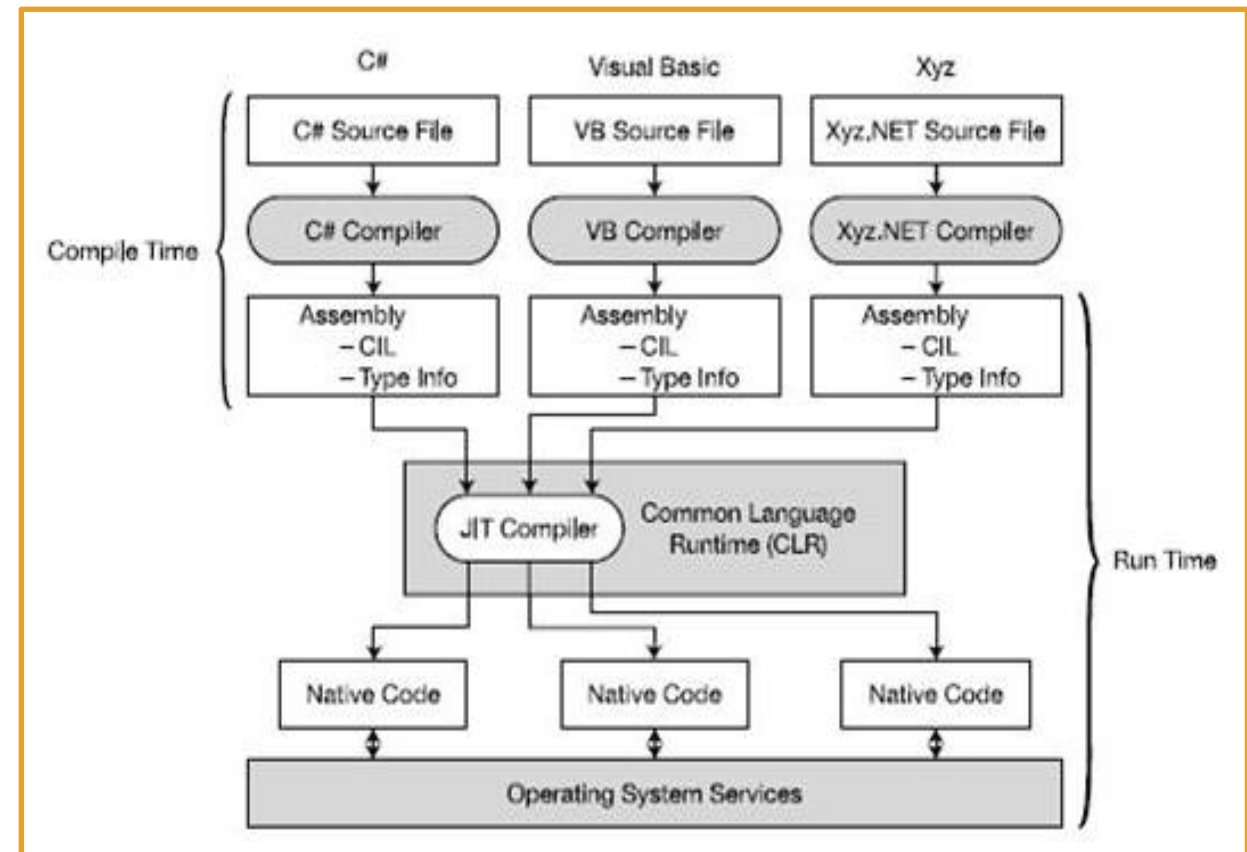 C#
Visual Basic
Xyz
C# Source File
VB Source File
Xyz.NET Source File
Compile Time
C# Compiler
VB Compiler
Xyz.NET Compiler
Assembly
– CIL
– Type Info
Assembly
– CIL
– Type Info
Assembly
– CIL
– Type Info
JIT Compiler
Common Language
Runtime (CLR)
Run Time
Native Code
Native Code
Native Code
Operating System Services